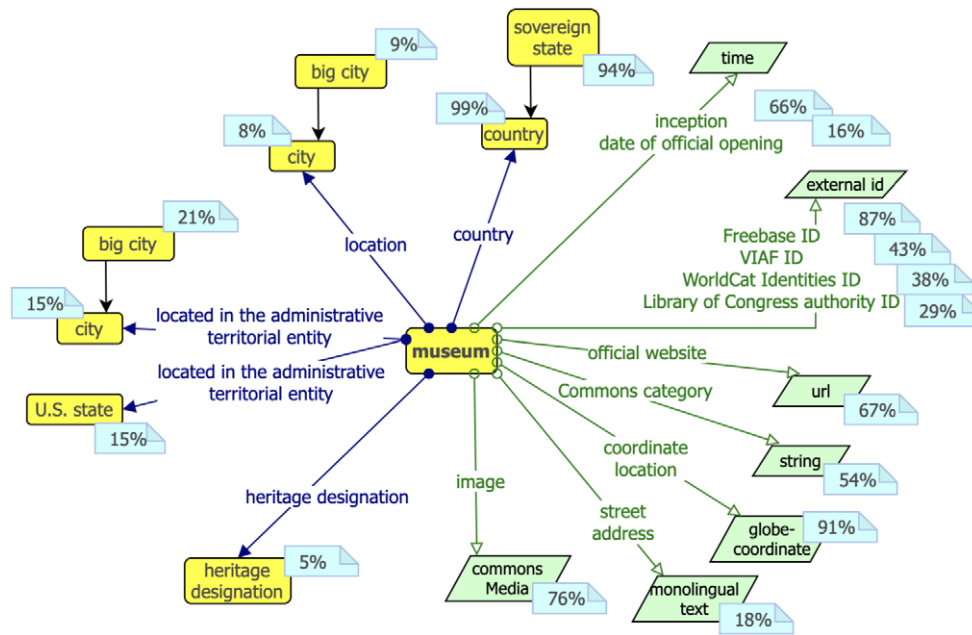 9%
big city
sovereign
state
94%
time
8%
city
99%
country
66%
16%
inception
date of official opening
external id
87%
43%
38%
29%
Freebase ID
VIAF ID
WorldCat Identities ID
Library of Congress authority ID
21%
big city
location
country
15%
city
located in the administrative
territorial entity
museum
official website
located in the administrative
territorial entity
Commons category
url
67%
U.S. state
15%
coordinate
location
string
54%
heritage designation
image
street
address
globe-
coordinate
91%
heritage
designation
5%
commons
Media
76%
monolingual
text
18%